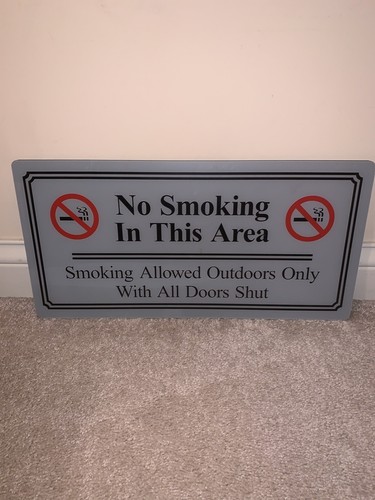 No Smoking
In This Area
Smoking Allowed Outdoors Only
With All Doors Shut